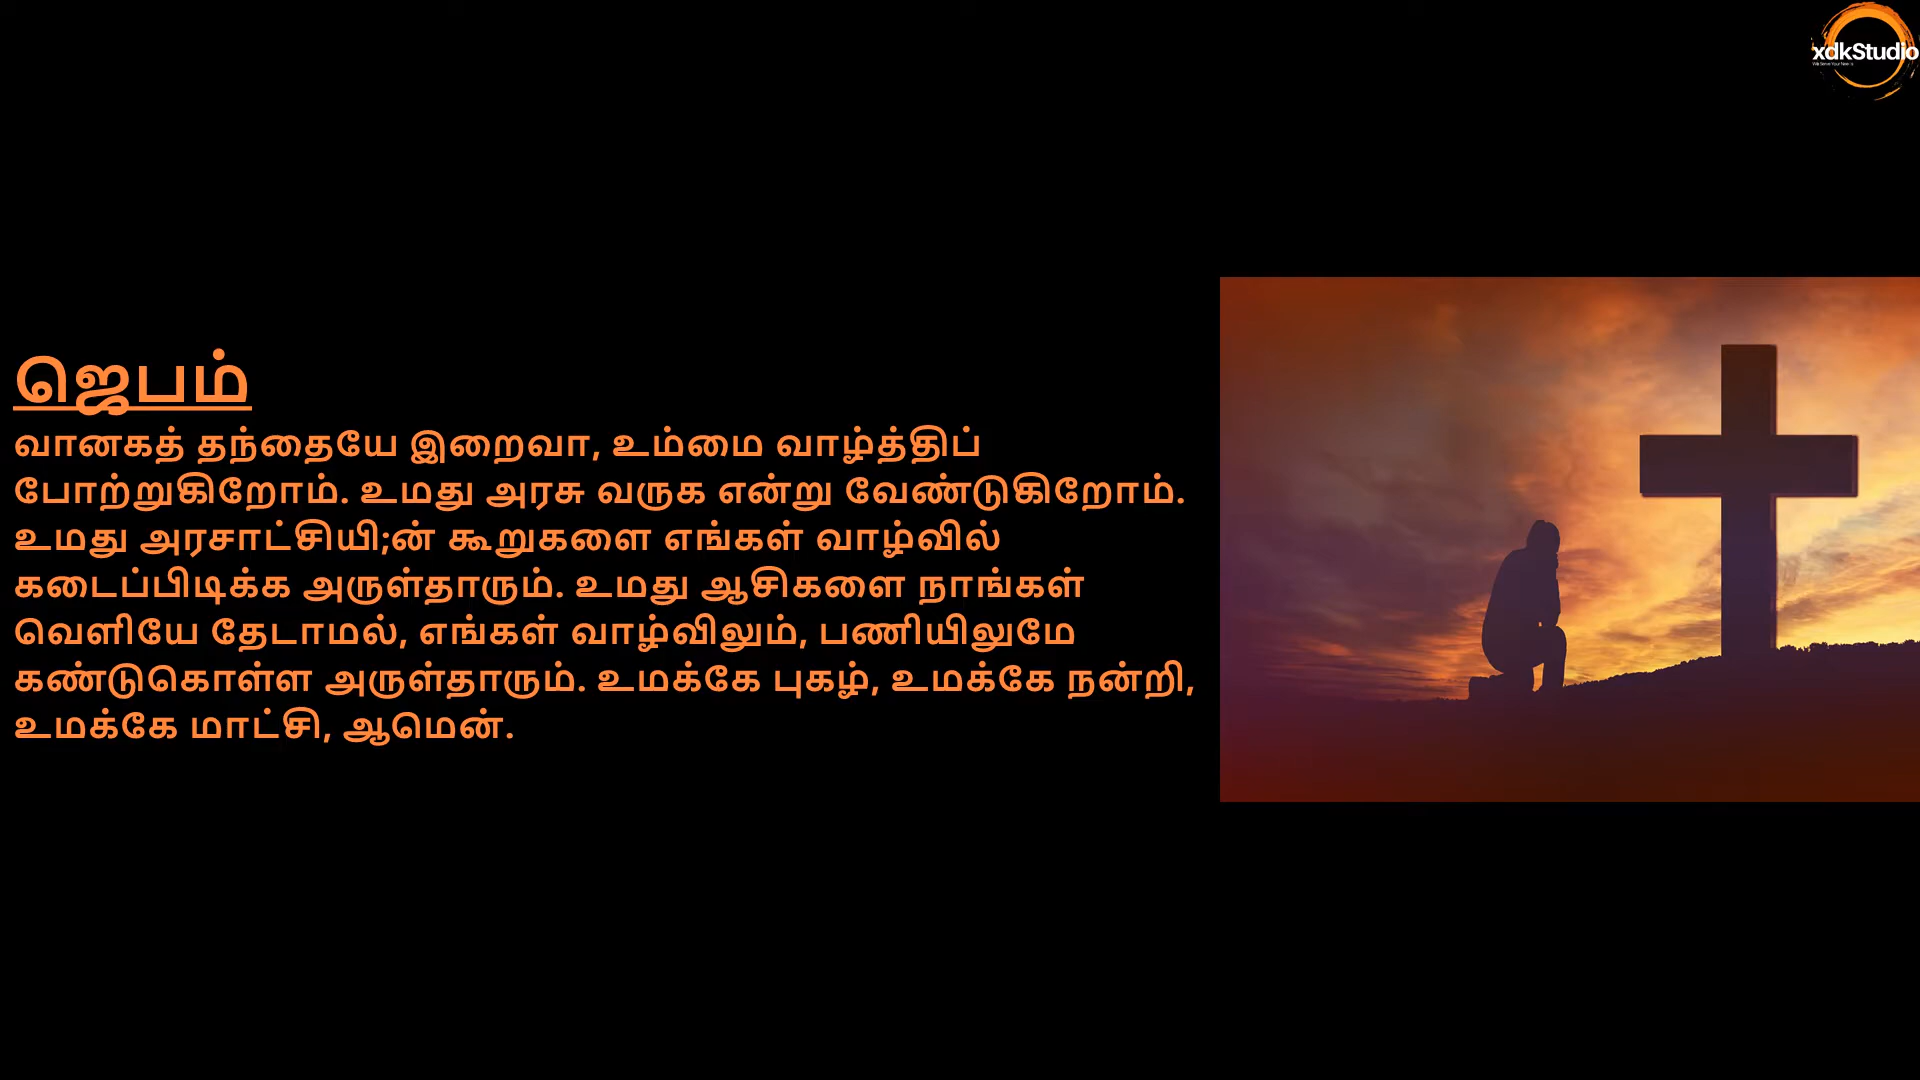 xdkStudio
ஜெபம்
வானகத் தந்தையே இறைவா, உம்மை வாழ்த்திப்
போற்றுகிறோம். உமது அரசு வருக என்று வேண்டுகிறோம்.
உமது அரசாட்சியி;ன் கூறுகளை எங்கள் வாழ்வில்
கடைப்பிடிக்க அருள்தாரும். உமது ஆசிகளை நாங்கள்
வெளியே தேடாமல், எங்கள் வாழ்விலும், பணியிலுமே
கண்டுகொள்ள அருள்தாரும். உமக்கே புகழ், உமக்கே நன்றி,
உமக்கே மாட்சி, ஆமென்.